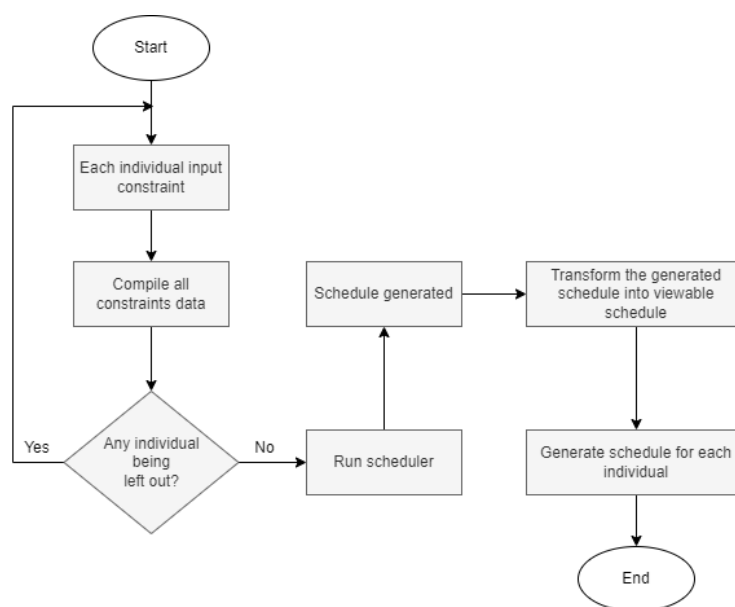 Start
Each individual input
constraint
Compile all
constraints data
Any individual
being
left out?
Yes
No
Run scheduler
Schedule generated
Transform the generated
schedule into viewable
schedule
Generate schedule for each
individual
End